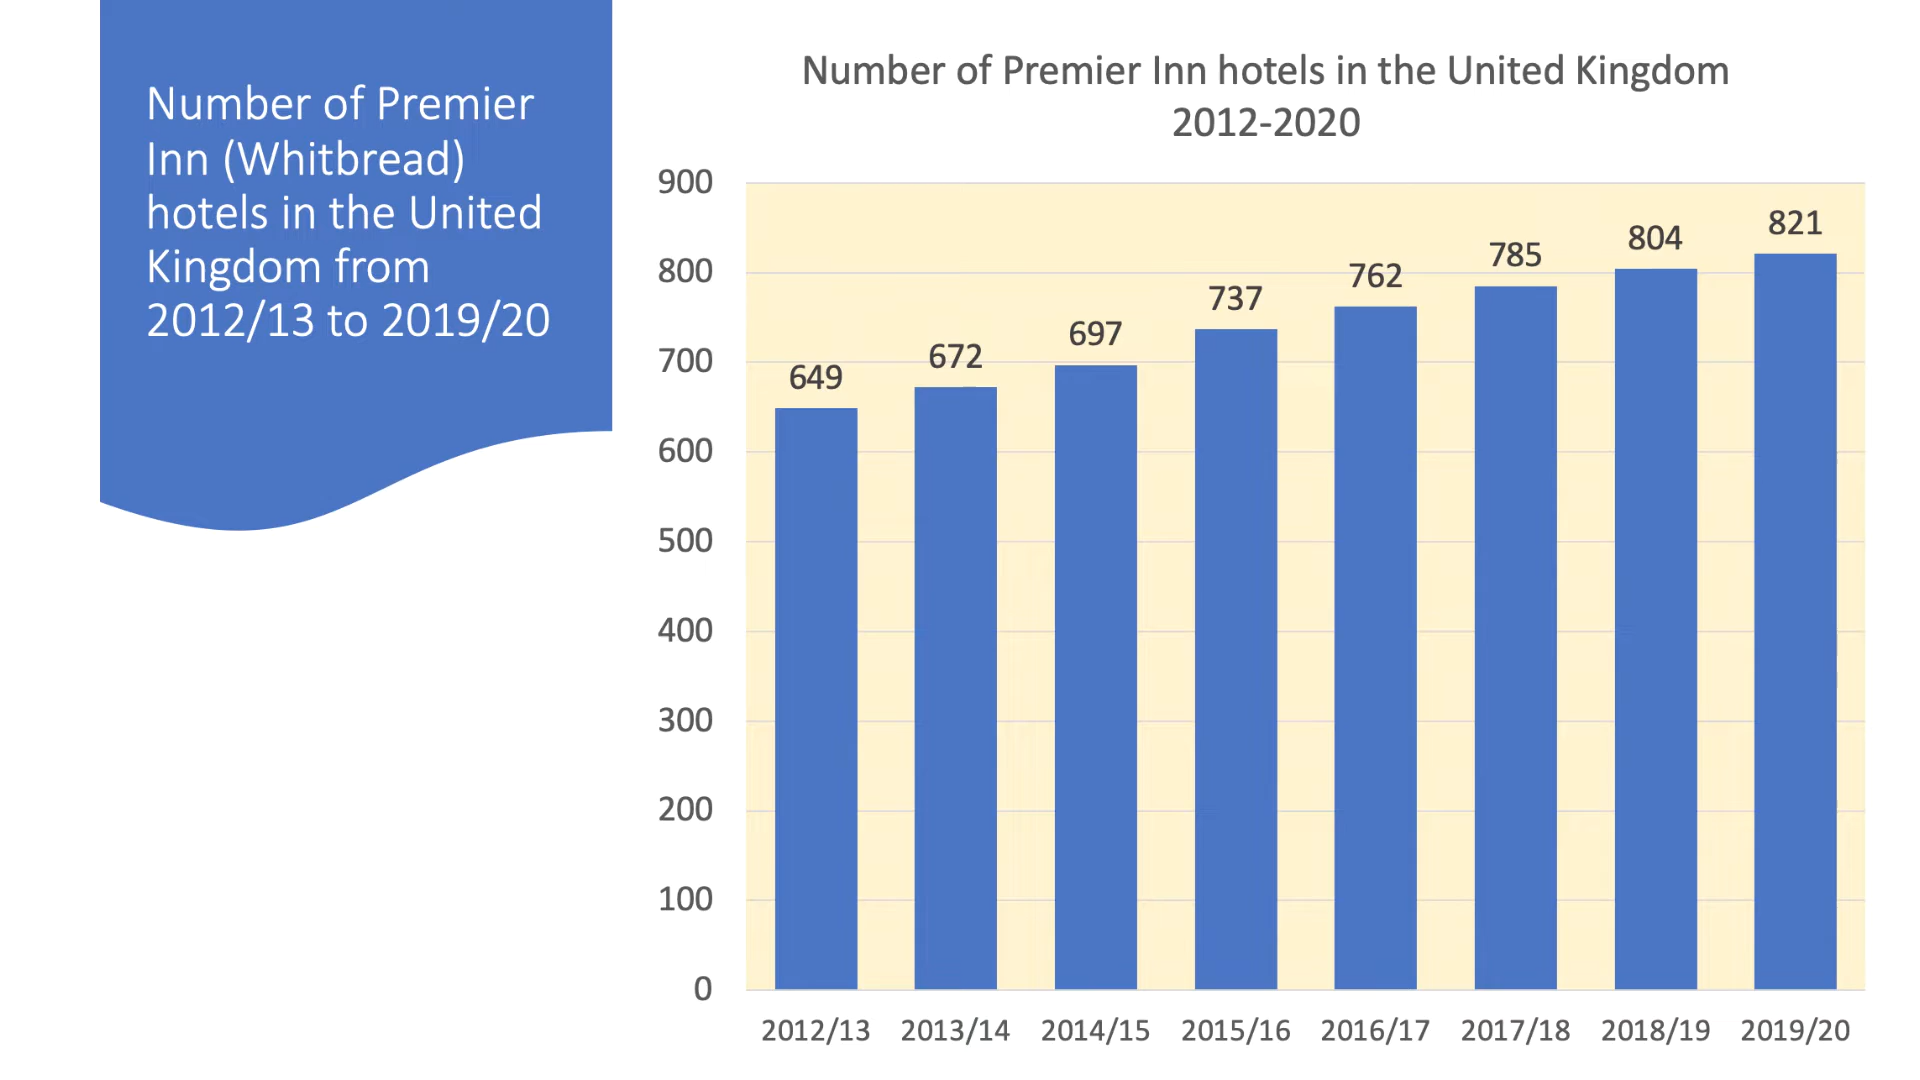 Number of Premier
Inn (Whitbread)
hotels in the United
Kingdom from
2012/13 to 2019/20
Number of Premier Inn hotels in the United Kingdom
2012-2020
900
800
700
600
500
400
300
200
100
0
649
672
697
737
762
785
804
821
2012/13 2013/14 2014/15 2015/16 2016/17 2017/18 2018/19 2019/20